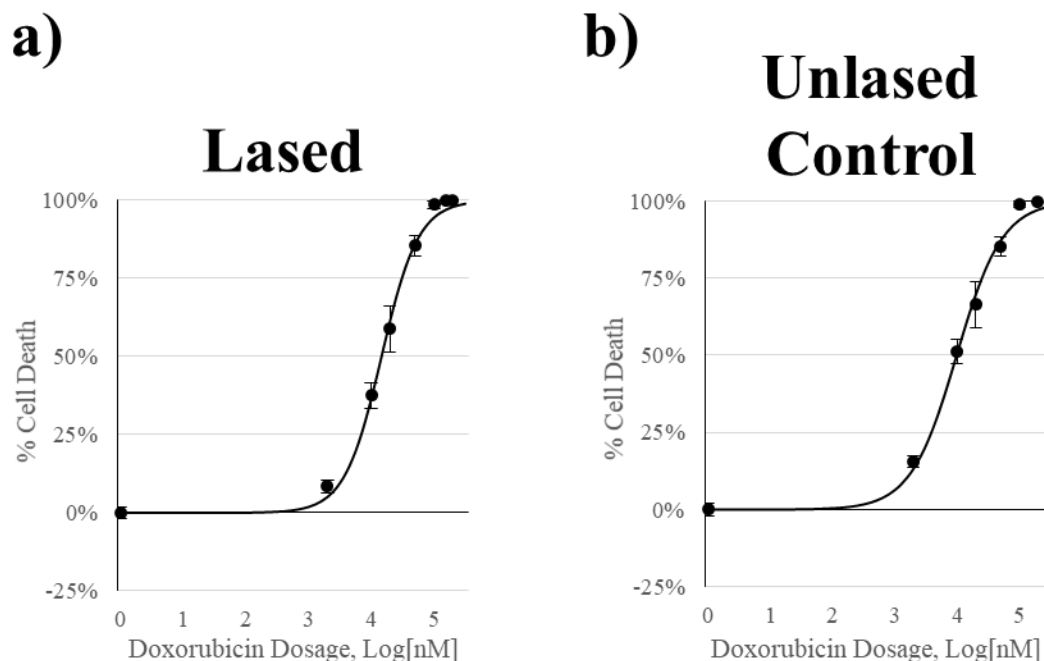 a)
Lased
100%
75%
50%
25%
0%
-25%
% Cell Death
0 1 2 3 4 5
Doxorubicin Dosage, Log[nM]
b)
Unlased
Control
100%
75%
50%
25%
0%
-25%
% Cell Death
0 1 2 3 4 5
Doxorubicin Dosage, Log[nM]